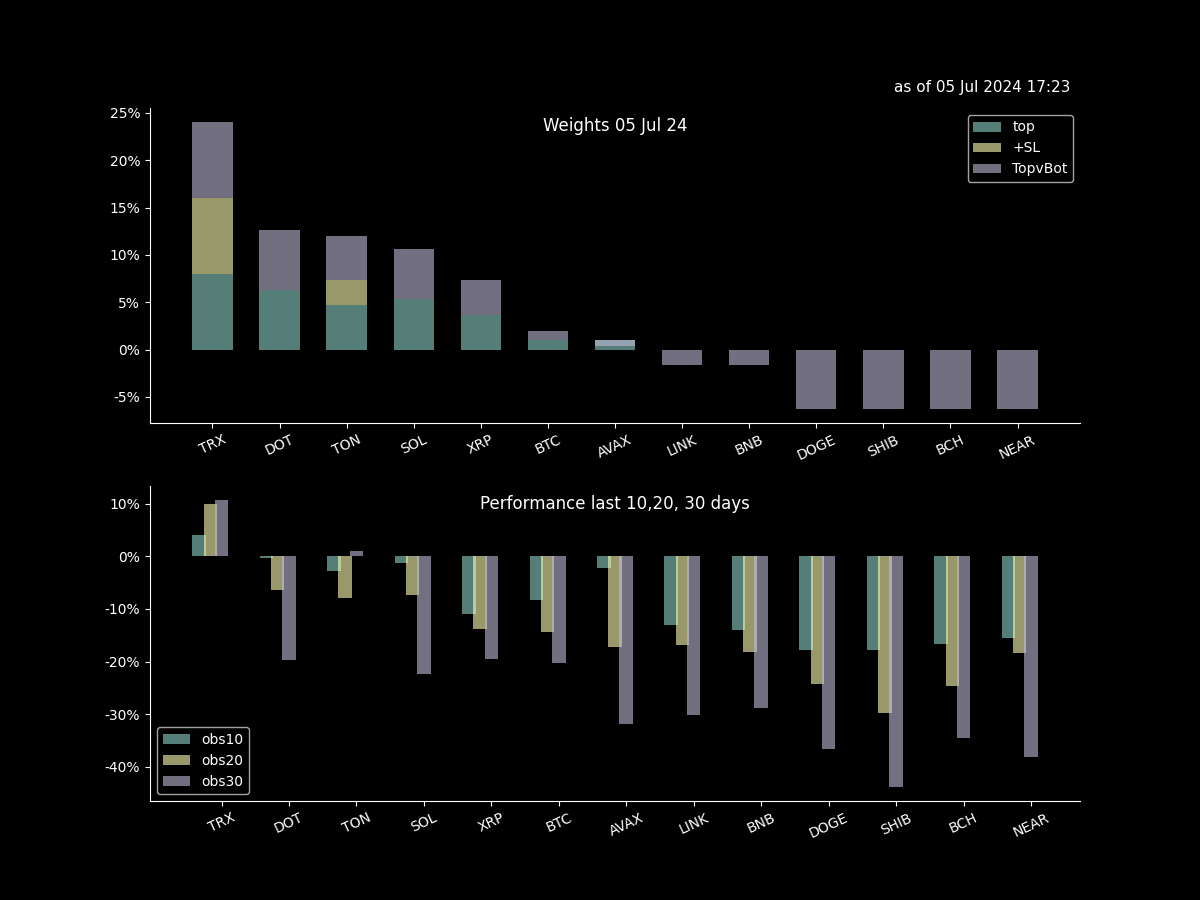 as of 05 Jul 2024 17:23
Weights 05 Jul 24
25%
20%
15%
10%
5%
0%
-5%
top
+SL
TopvBot
TRX DOT TON SOL XRP BTC AVAX LINK BNB DOGE SHIB BCH NEAR
Performance last 10,20, 30 days
10%
0%
-10%
-20%
-30%
-40%
obs10
obs20
obs30
TRX DOT TON SOL XRP BTC AVAX LINK BNB DOGE SHIB BCH NEAR